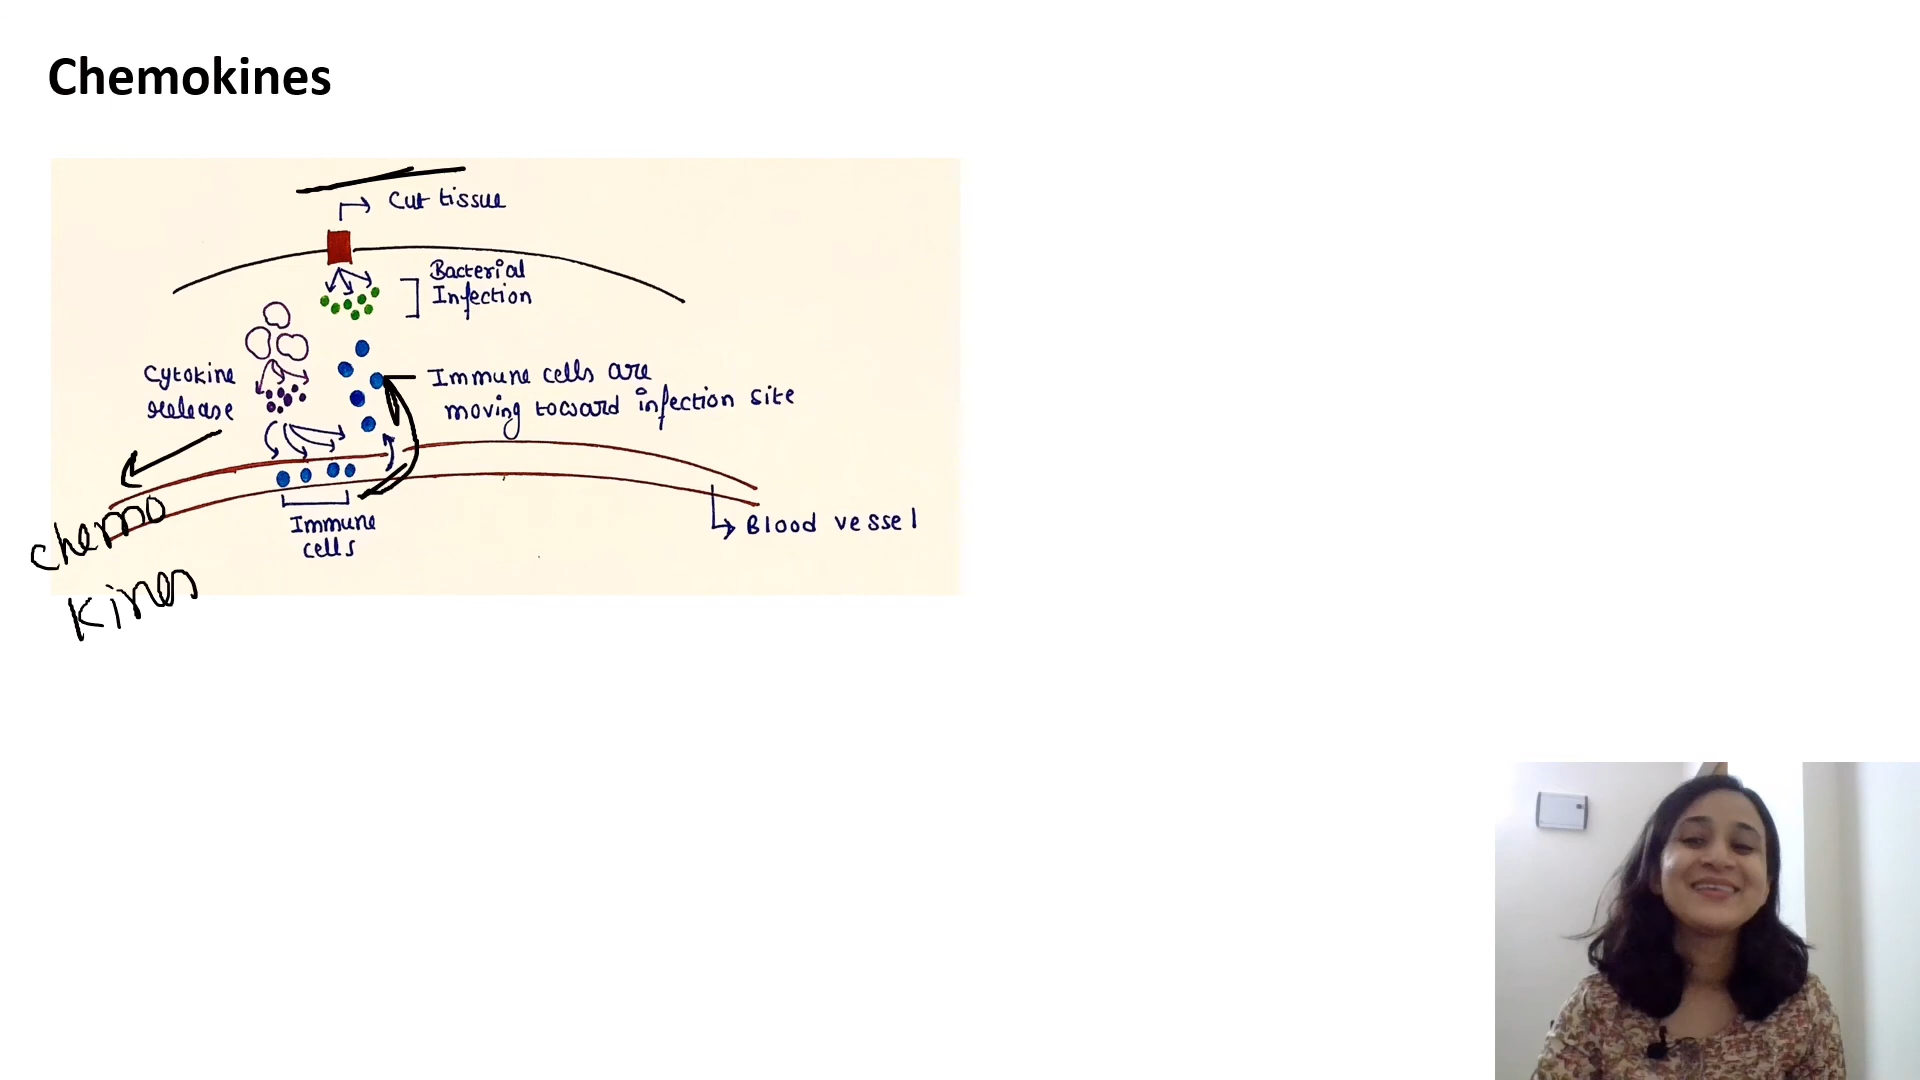 Chemokines
Cut tissue
Bacterial
Infection
Cytokine
release
Immune cells are
moving toward infection site
Immune
cells
Blood vessel
Chemo
Kines